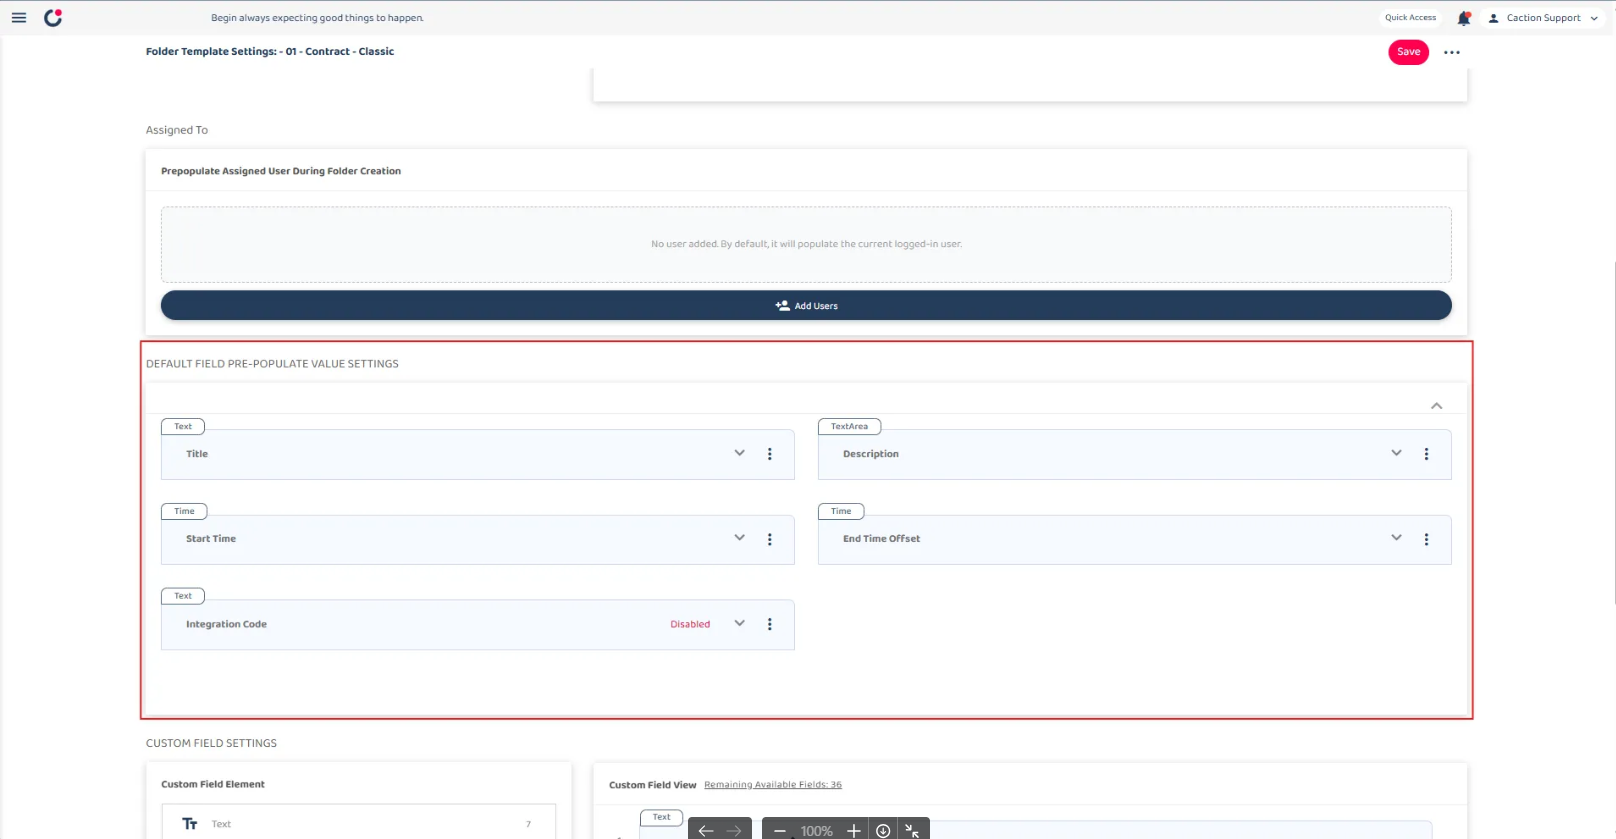 Begin always expecting good things to happen.
Quick Access
Caction Support
Folder Template Settings: - 01 - Contract - Classic
Save
Assigned To
Prepopulate Assigned User During Folder Creation
No user added. By default, it will populate the current logged-in user.
Add Users
DEFAULT FIELD PRE-POPULATE VALUE SETTINGS
Text
TextArea
Title
Description
Time
Time
Start Time
End Time Offset
Text
Integration Code
Disabled
CUSTOM FIELD SETTINGS
Custom Field Element
Custom Field View
Remaining Available Fields: 36
Text
Text
7
100%